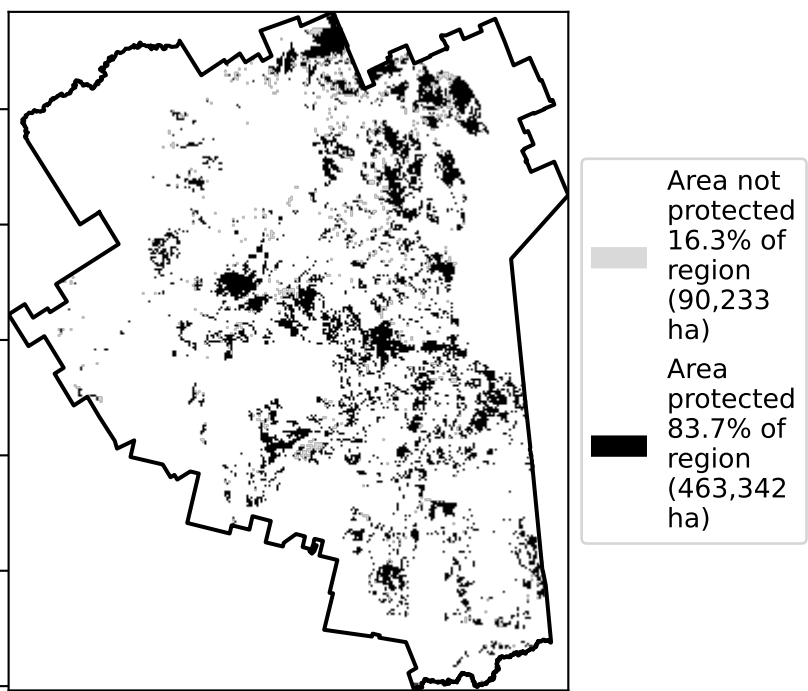 Area not
protected
16.3% of
region
(90,233
ha)
Area
protected
83.7% of
region
(463,342
ha)